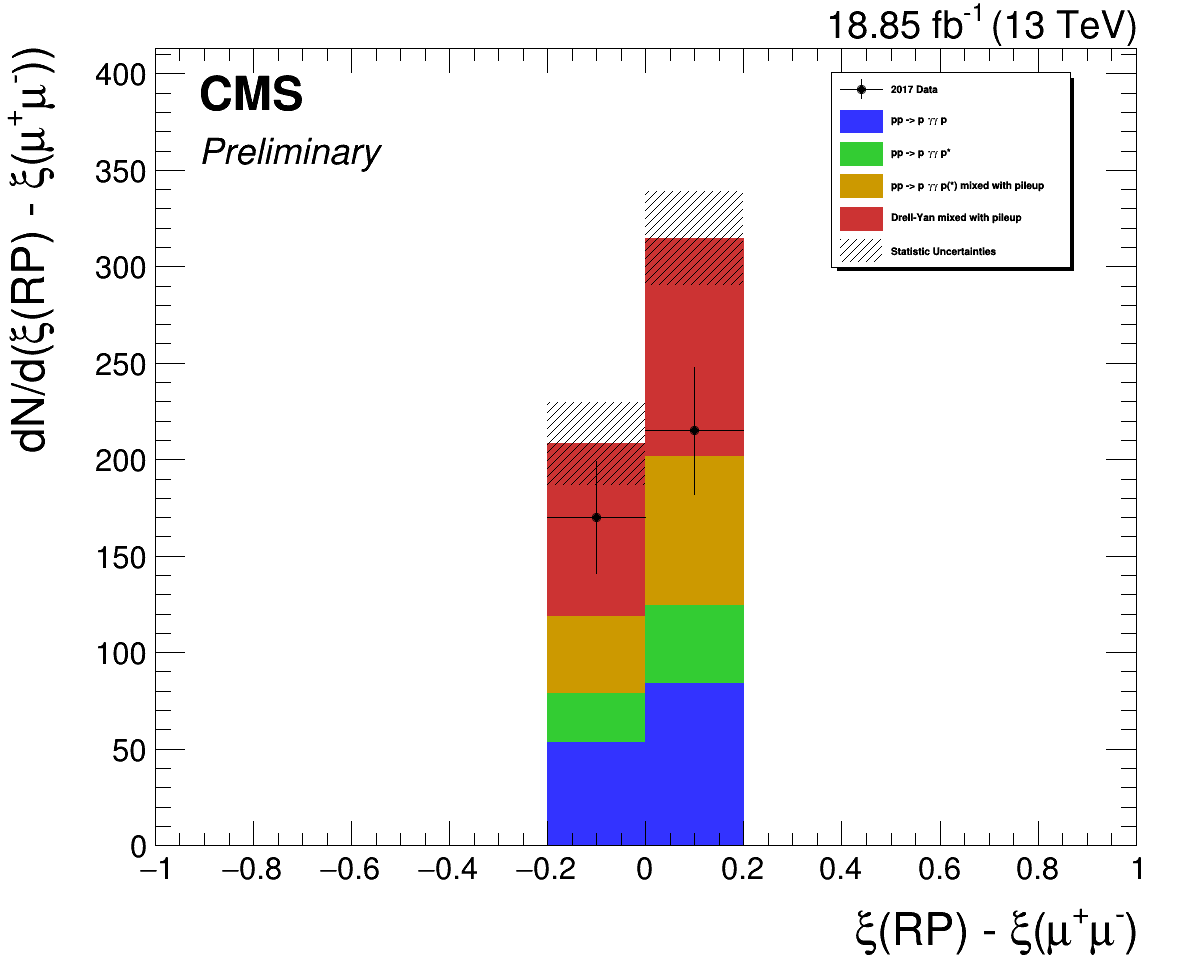 18.85 fb⁻¹ (13 TeV)
CMS
Preliminary
dN/d(ξ(RP) - ξ(μ⁺μ⁻))
2017 Data
pp -> p γγ p
pp -> p γγ p*
pp -> p γγ p(*) mixed with pileup
Drell-Yan mixed with pileup
Statistic Uncertainties
400
350
300
250
200
150
100
50
0
−1 −0.8 −0.6 −0.4 −0.2 0 0.2 0.4 0.6 0.8 1
ξ(RP) - ξ(μ⁺μ⁻)